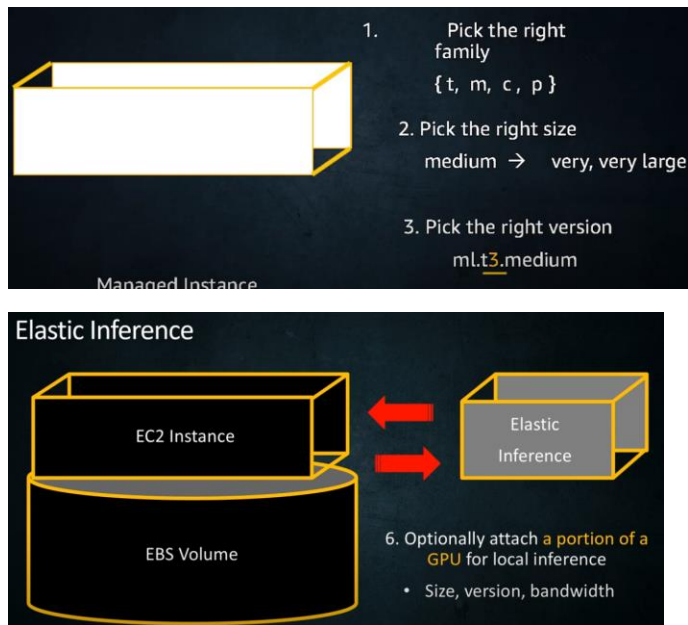 1. Pick the right
family
{ t, m, c , p }
2. Pick the right size
medium → very, very large
3. Pick the right version
ml.t3.medium
Managed Instance
Elastic Inference
EC2 Instance
Elastic
Inference
EBS Volume
6. Optionally attach a portion of a
GPU for local inference
• Size, version, bandwidth